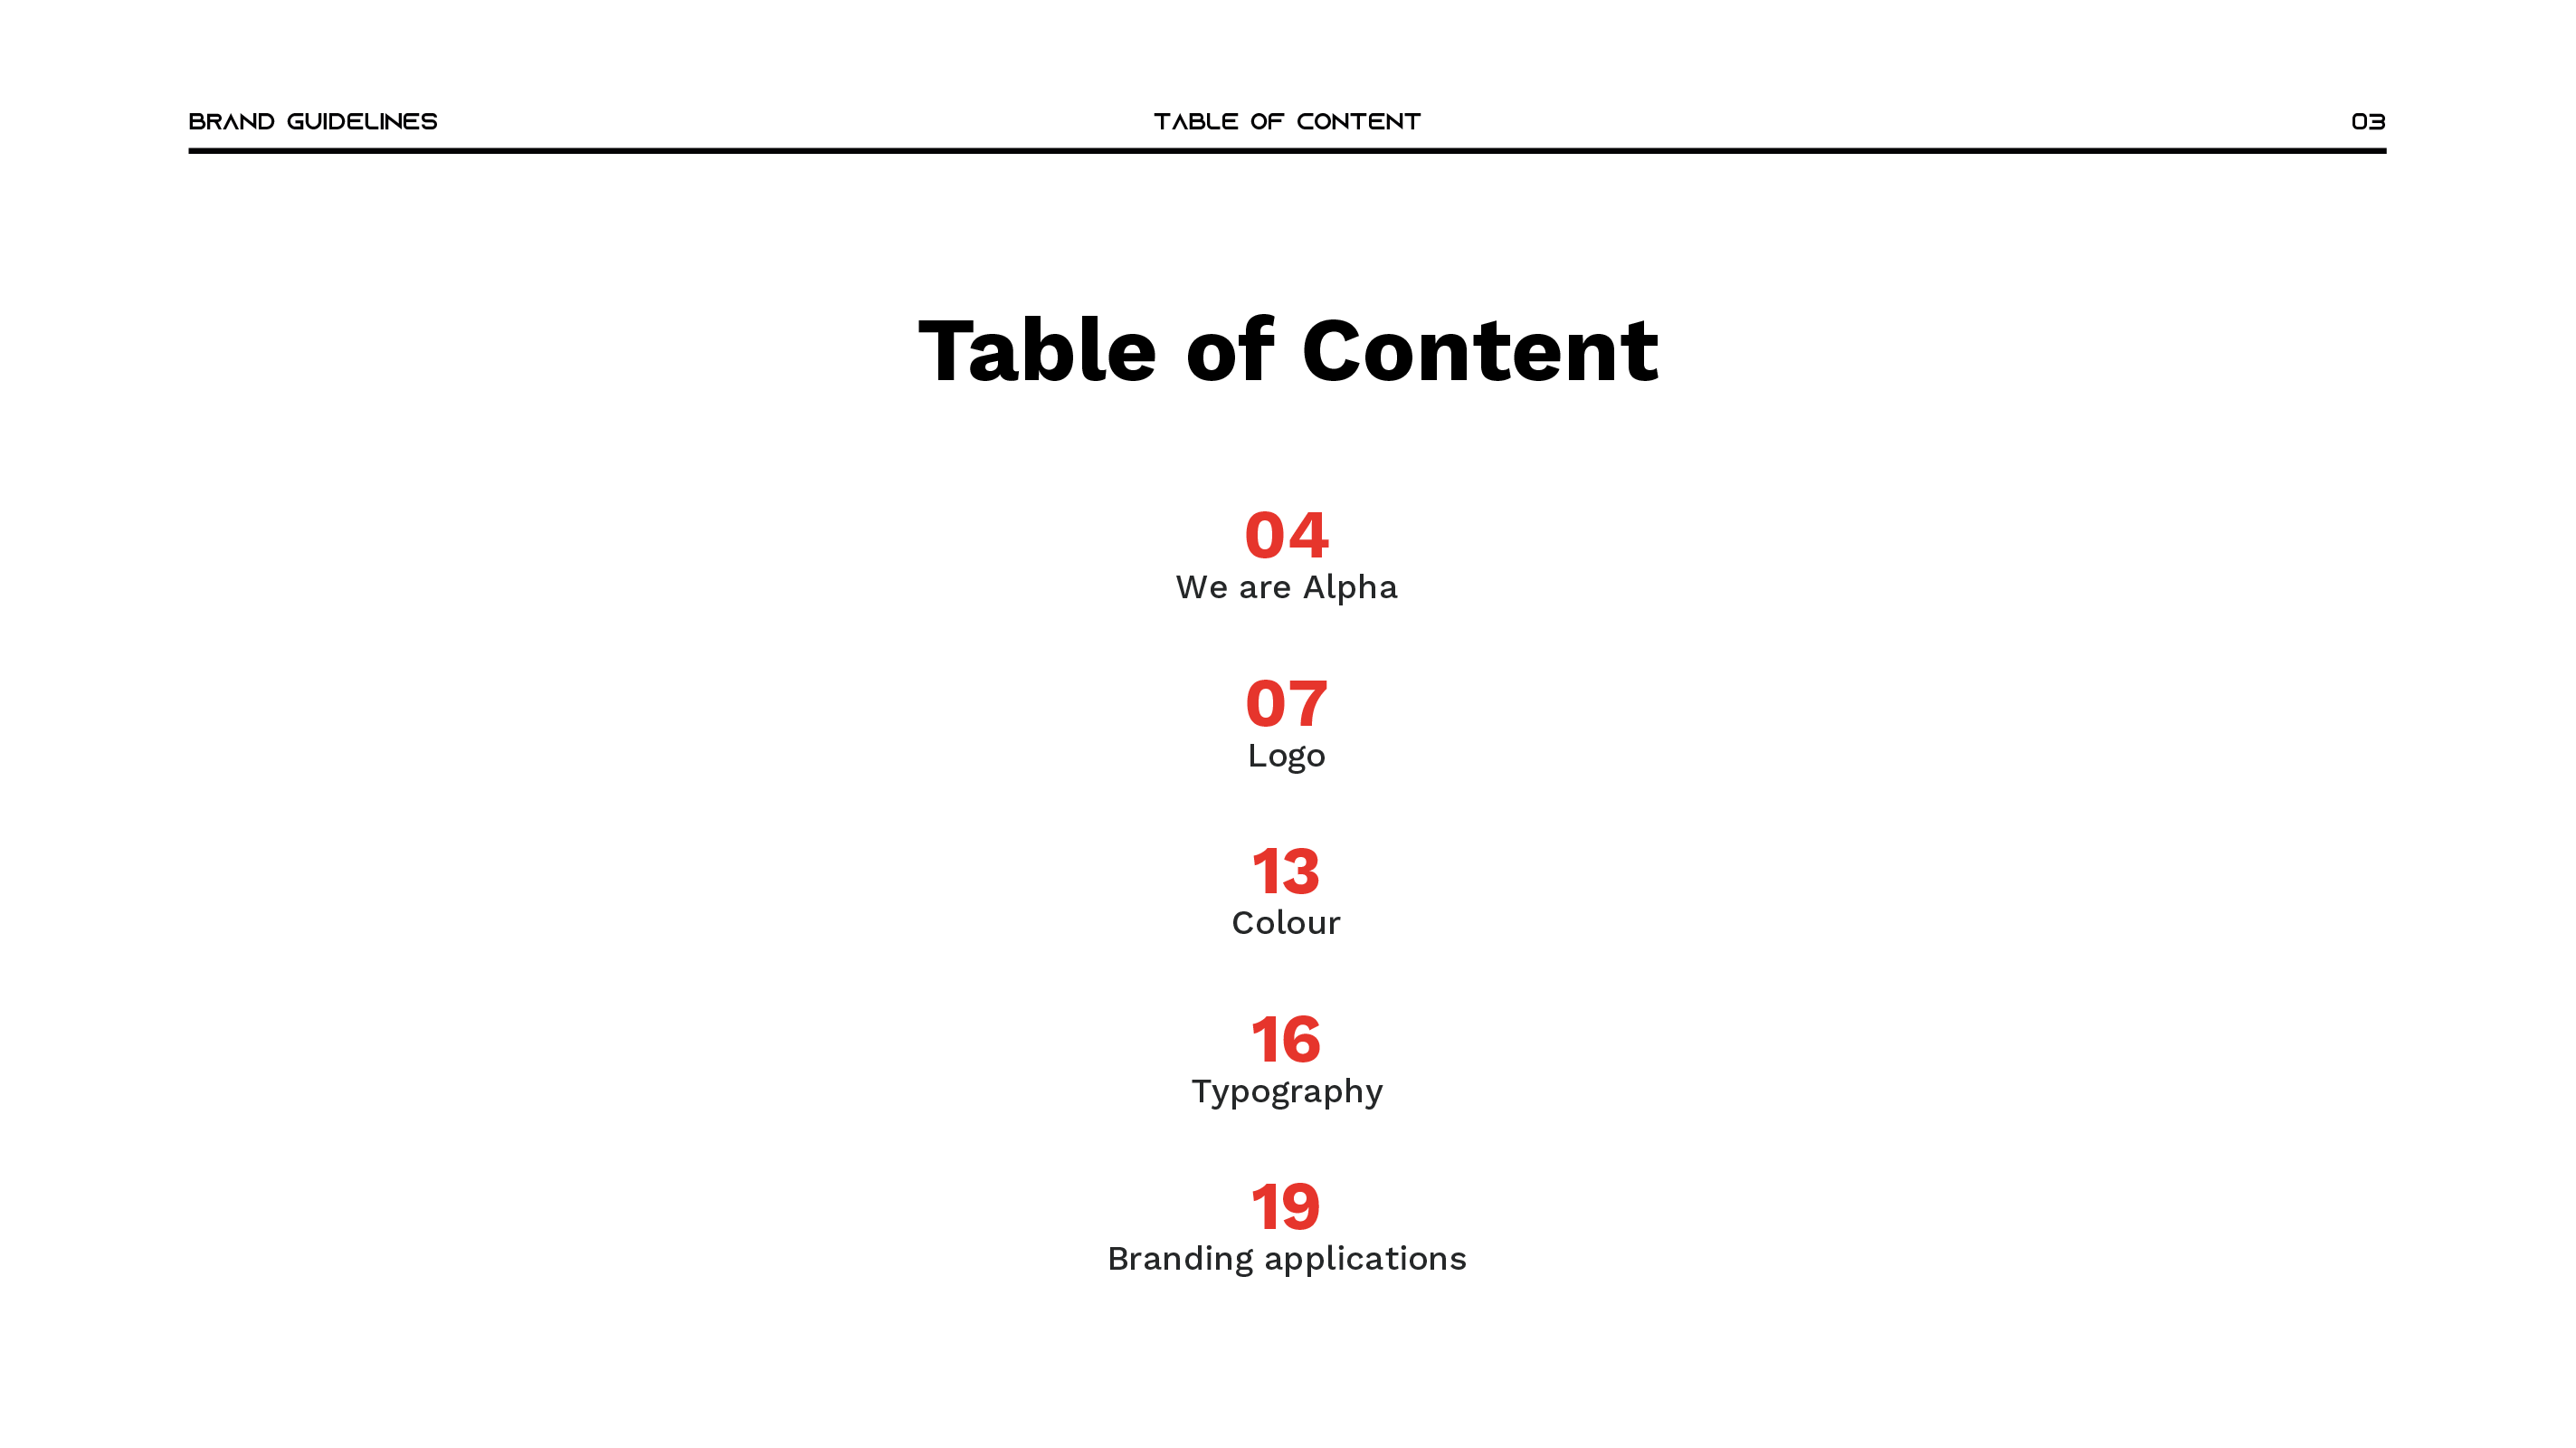 BRAND GUIDELINES
TABLE OF CONTENT
03
Table of Content
04
We are Alpha
07
Logo
13
Colour
16
Typography
19
Branding applications